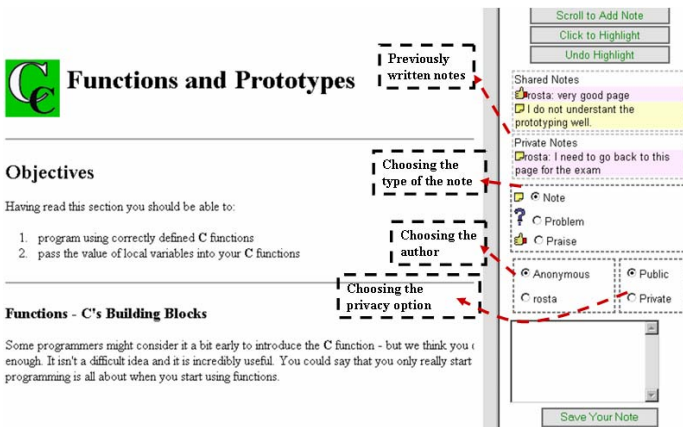 C
C
Functions and Prototypes
Objectives
Having read this section you should be able to:
1. program using correctly defined C functions
2. pass the value of local variables into your C functions
Functions - C's Building Blocks
Some programmers might consider it a bit early to introduce the C function - but we think you
enough. It isn't a difficult idea and it is incredibly useful. You could say that you only really start
programming is all about when you start using functions.
Previously
written notes
Choosing the
type of the note
Choosing the
author
Choosing the
privacy option
Scroll to Add Note
Click to Highlight
Undo Highlight
Shared Notes
rosta: very good page
I do not understant the
prototyping well.
Private Notes
rosta: I need to go back to this
page for the exam
Note
? Problem
Praise
Anonymous
rosta
Public
Private
Save Your Note